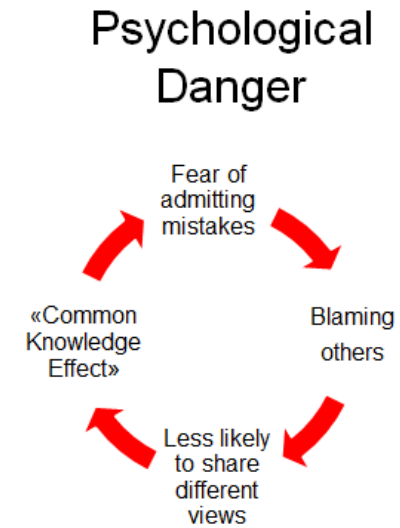 Psychological
Danger
Fear of
admitting
mistakes
Blaming
others
Less likely
to share
different
views
«Common
Knowledge
Effect»